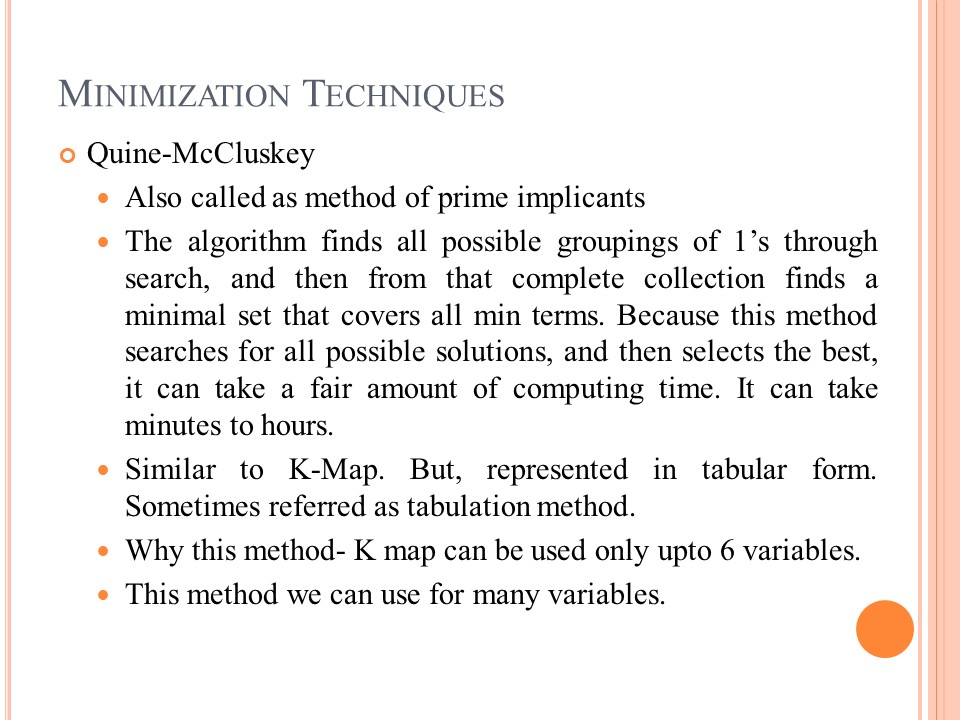 MINIMIZATION TECHNIQUES
Quine-McCluskey
Also called as method of prime implicants
The algorithm finds all possible groupings of 1’s through
search, and then from that complete collection finds a
minimal set that covers all min terms. Because this method
searches for all possible solutions, and then selects the best,
it can take a fair amount of computing time. It can take
minutes to hours.
Similar to K-Map. But, represented in tabular form.
Sometimes referred as tabulation method.
Why this method- K map can be used only upto 6 variables.
This method we can use for many variables.